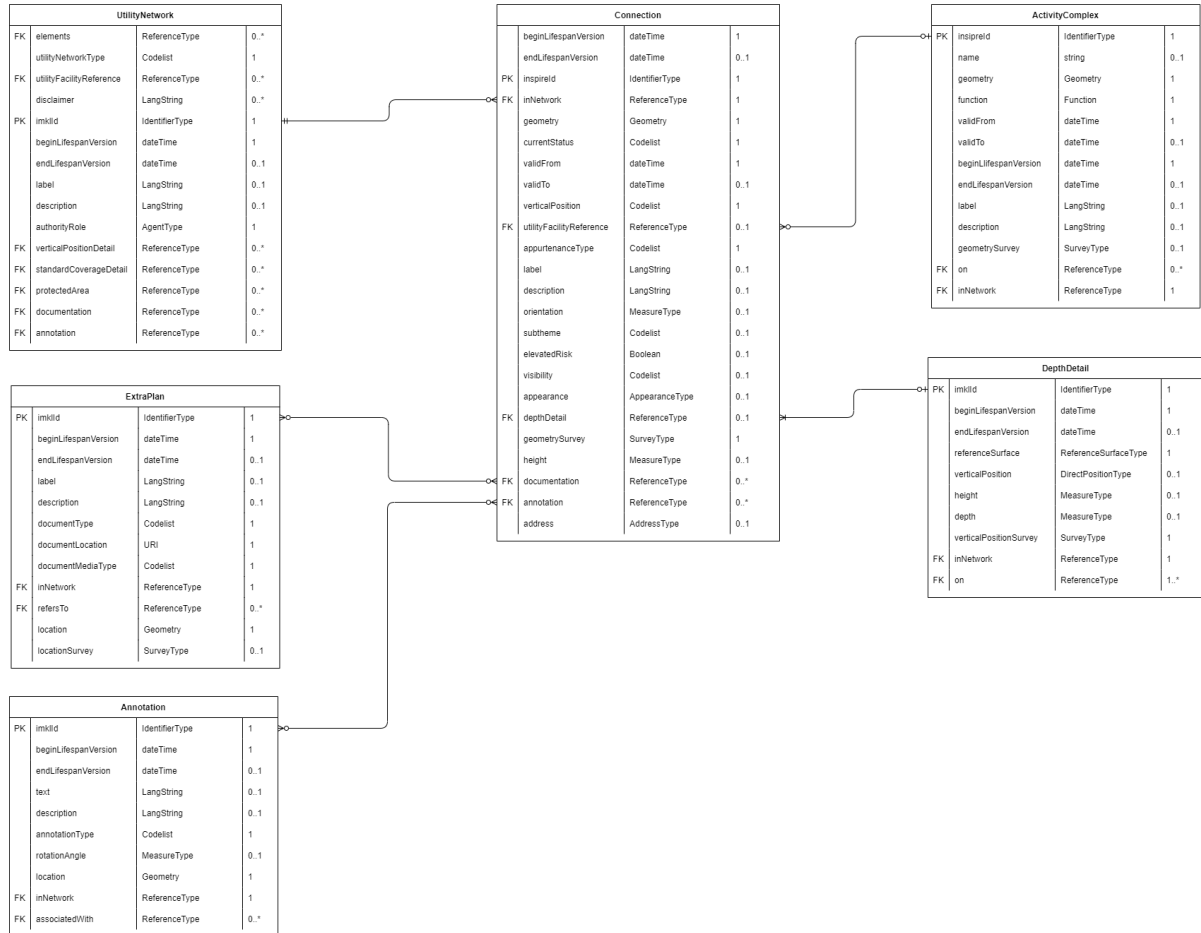 UtilityNetwork
FK elements ReferenceType 0..*
utilityNetworkType Codelist 1
FK utilityFacilityReference ReferenceType 0..*
disclaimer LangString 0..*
PK imklId IdentifierType 1
beginLifespanVersion dateTime 1
endLifespanVersion dateTime 0..1
label LangString 0..1
description LangString 0..1
authorityRole AgentType 1
FK verticalPositionDetail ReferenceType 0..*
FK standardCoverageDetail ReferenceType 0..*
FK protectedArea ReferenceType 0..*
FK documentation ReferenceType 0..*
FK annotation ReferenceType 0..*
ExtraPlan
PK imklId IdentifierType 1
beginLifespanVersion dateTime 1
endLifespanVersion dateTime 0..1
label LangString 0..1
description LangString 0..1
documentType Codelist 1
documentLocation URI 1
documentMediaType Codelist 1
FK inNetwork ReferenceType 1
FK refersTo ReferenceType 0..*
location Geometry 1
locationSurvey SurveyType 0..1
Annotation
PK imklId IdentifierType 1
beginLifespanVersion dateTime 1
endLifespanVersion dateTime 0..1
text LangString 0..1
description LangString 0..1
annotationType Codelist 1
rotationAngle MeasureType 0..1
location Geometry 1
FK inNetwork ReferenceType 1
FK associatedWith ReferenceType 0..*
Connection
beginLifespanVersion dateTime 1
endLifespanVersion dateTime 0..1
PK inspireId IdentifierType 1
FK inNetwork ReferenceType 1
geometry Geometry 1
currentStatus Codelist 1
validFrom dateTime 1
validTo dateTime 0..1
verticalPosition Codelist 1
FK utilityFacilityReference ReferenceType 0..1
appurtenanceType Codelist 1
label LangString 0..1
description LangString 0..1
orientation MeasureType 0..1
subtheme Codelist 0..1
elevatedRisk Boolean 0..1
visibility Codelist 0..1
appearance AppearanceType 0..1
FK depthDetail ReferenceType 0..1
geometrySurvey SurveyType 1
height MeasureType 0..1
FK documentation ReferenceType 0..*
FK annotation ReferenceType 0..*
address AddressType 0..1
ActivityComplex
PK insipreId IdentifierType 1
name string 0..1
geometry Geometry 1
function Function 1
validFrom dateTime 1
validTo dateTime 0..1
beginLlifespanVersion dateTime 1
endLifespanVersion dateTime 0..1
label LangString 0..1
description LangString 0..1
geometrySurvey SurveyType 0..1
FK on ReferenceType 0..*
FK inNetwork ReferenceType 1
DepthDetail
PK imklId IdentifierType 1
beginLifespanVersion dateTime 1
endLifespanVersion dateTime 0..1
referenceSurface ReferenceSurfaceType 1
verticalPosition DirectPositionType 0..1
height MeasureType 0..1
depth MeasureType 0..1
verticalPositionSurvey SurveyType 1
FK inNetwork ReferenceType 1
FK on ReferenceType 1..*